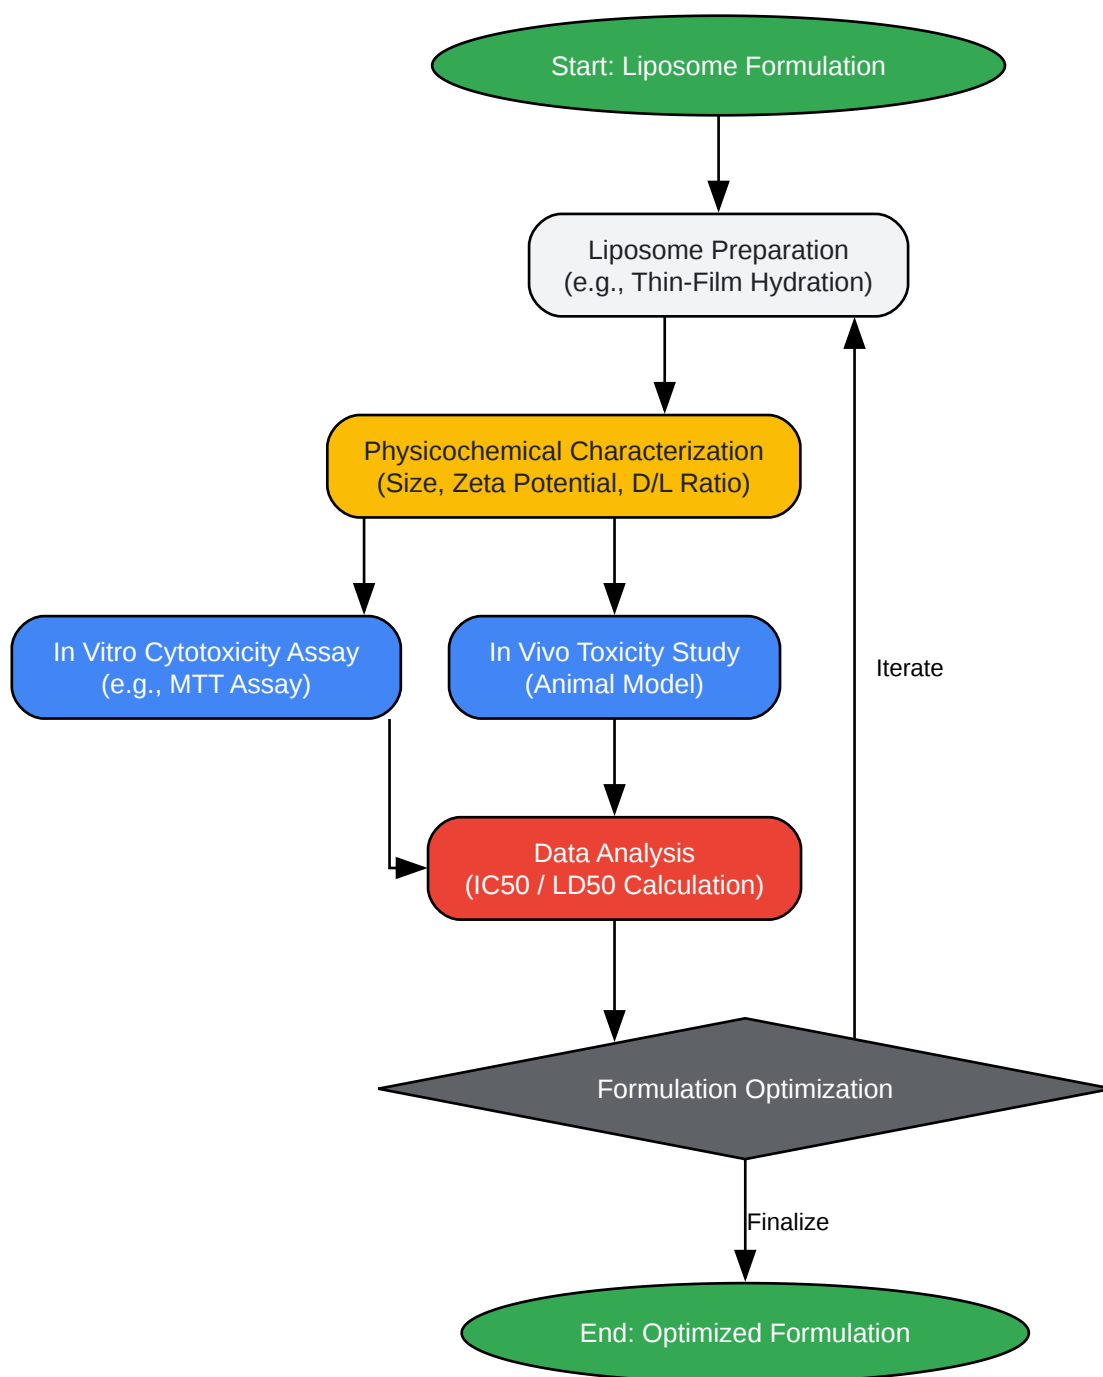 Start: Liposome Formulation
Liposome Preparation
(e.g., Thin-Film Hydration)
Physicochemical Characterization
(Size, Zeta Potential, D/L Ratio)
In Vitro Cytotoxicity Assay
(e.g., MTT Assay)
In Vivo Toxicity Study
(Animal Model)
Iterate
Data Analysis
(IC50 / LD50 Calculation)
Formulation Optimization
Finalize
End: Optimized Formulation